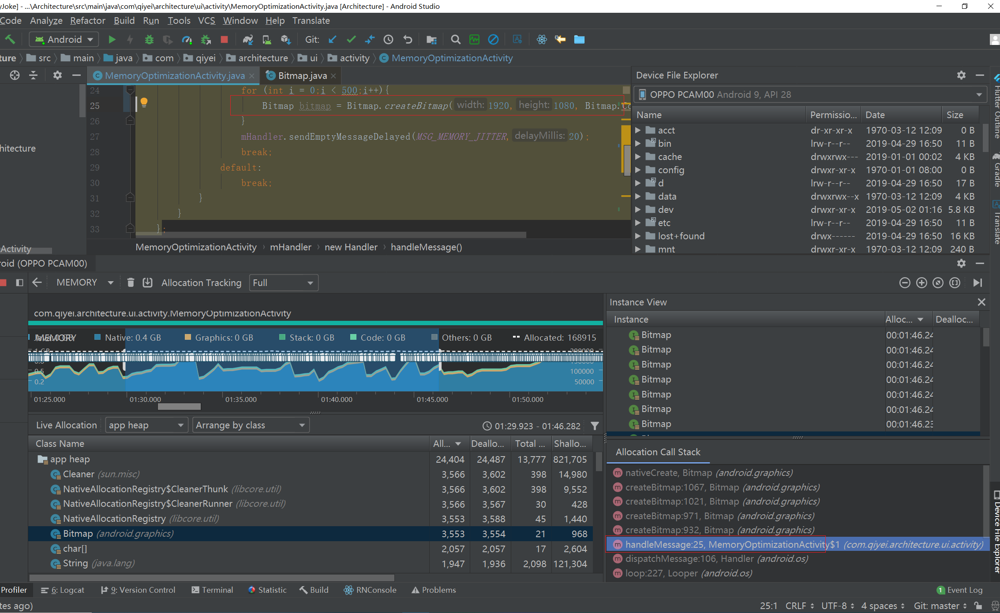 yJoke] - ...\Architecture\src\main\java\com\qiyei\architecture\ui\activity\MemoryOptimizationActivity.java [Architecture] - Android Studio
Code Analyze Refactor Build Run Tools VCS Window Help Translate
Android Git:
ture src main java com qiyei architecture ui activity MemoryOptimizationActivity
MemoryOptimizationActivity.java Bitmap.java
24 for (int i = 0;i < 500;i++){
25 Bitmap bitmap = Bitmap.createBitmap( width: 1920, height: 1080, Bitmap.Co
26 }
27 mHandler.sendEmptyMessageDelayed(MSG_MEMORY_JITTER, delayMillis: 20);
28 break;
29 default:
30 break;
31 }
32 }
33 };
hitecture
Activity
MemoryOptimizationActivity › mHandler › new Handler › handleMessage()
Device File Explorer
OPPO PCAM00 Android 9, API 28
Name Permissio... Date Size
acct dr-xr-xr-x 1970-03-12 12:09 0 B
bin lrw-r--r-- 2019-04-29 16:50 11 B
cache drwxrwx--- 2019-01-01 00:02 4 KB
config drwxr-xr-x 1970-01-01 08:00 0 B
d lrw-r--r-- 2019-04-29 16:50 17 B
data drwxrwx--x 1970-03-12 12:09 4 KB
dev drwxr-xr-x 2019-05-02 01:16 5.8 KB
etc lrw-r--r-- 2019-04-29 16:50 11 B
lost+found drwx------ 2019-04-29 16:50 16 KB
mnt drwxr-xr-x 1970-03-12 12:09 240 B
Flutter Outline
Gradle
Translate
Device File Explorer
roid (OPPO PCAM00)
MEMORY Allocation Tracking Full
com.qiyei.architecture.ui.activity.MemoryOptimizationActivity
MEMORY Native: 0.4 GB Graphics: 0 GB Stack: 0 GB Code: 0 GB Others: 0 GB Allocated: 168915
1 GB 200000
0.5 100000
0.2 50000
01:25.000 01:30.000 01:35.000 01:40.000 01:45.000 01:50.000
Live Allocation app heap Arrange by class 01:29.923 - 01:46.282
Class Name All... Deallo... Total ... Shallo...
app heap 24,404 24,487 13,777 821,705
Cleaner (sun.misc) 3,566 3,602 398 14,980
NativeAllocationRegistry$CleanerThunk (libcore.util) 3,566 3,602 398 9,552
NativeAllocationRegistry$CleanerRunner (libcore.util) 3,566 3,567 30 428
NativeAllocationRegistry (libcore.util) 3,553 3,588 45 1,440
Bitmap (android.graphics) 3,553 3,554 21 968
char[] 2,057 2,057 17 2,604
String (java.lang) 1,947 1,936 2,098 121,304
Instance View
Instance Alloc... Dealloc...
Bitmap 00:01:46.24
Bitmap 00:01:46.24
Bitmap 00:01:46.24
Bitmap 00:01:46.24
Bitmap 00:01:46.24
Bitmap 00:01:46.24
Bitmap 00:01:46.23
Allocation Call Stack
nativeCreate, Bitmap (android.graphics)
createBitmap:1067, Bitmap (android.graphics)
createBitmap:1021, Bitmap (android.graphics)
createBitmap:971, Bitmap (android.graphics)
createBitmap:932, Bitmap (android.graphics)
handleMessage:25, MemoryOptimizationActivity$1 (com.qiyei.architecture.ui.activity)
dispatchMessage:106, Handler (android.os)
loop:227, Looper (android.os)
Profiler 6: Logcat 9: Version Control Terminal Statistic Build RNConsole Problems 1 Event Log
tes ago) 25:1 CRLF UTF-8 4 spaces Git: master